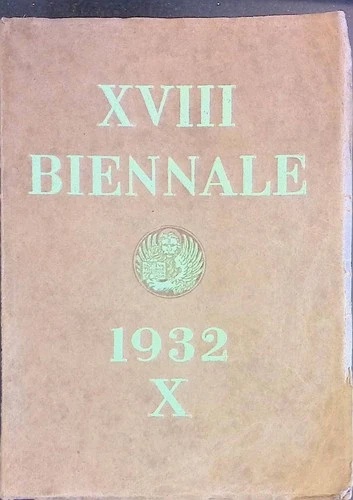 XVIII
BIENNALE
1932
X